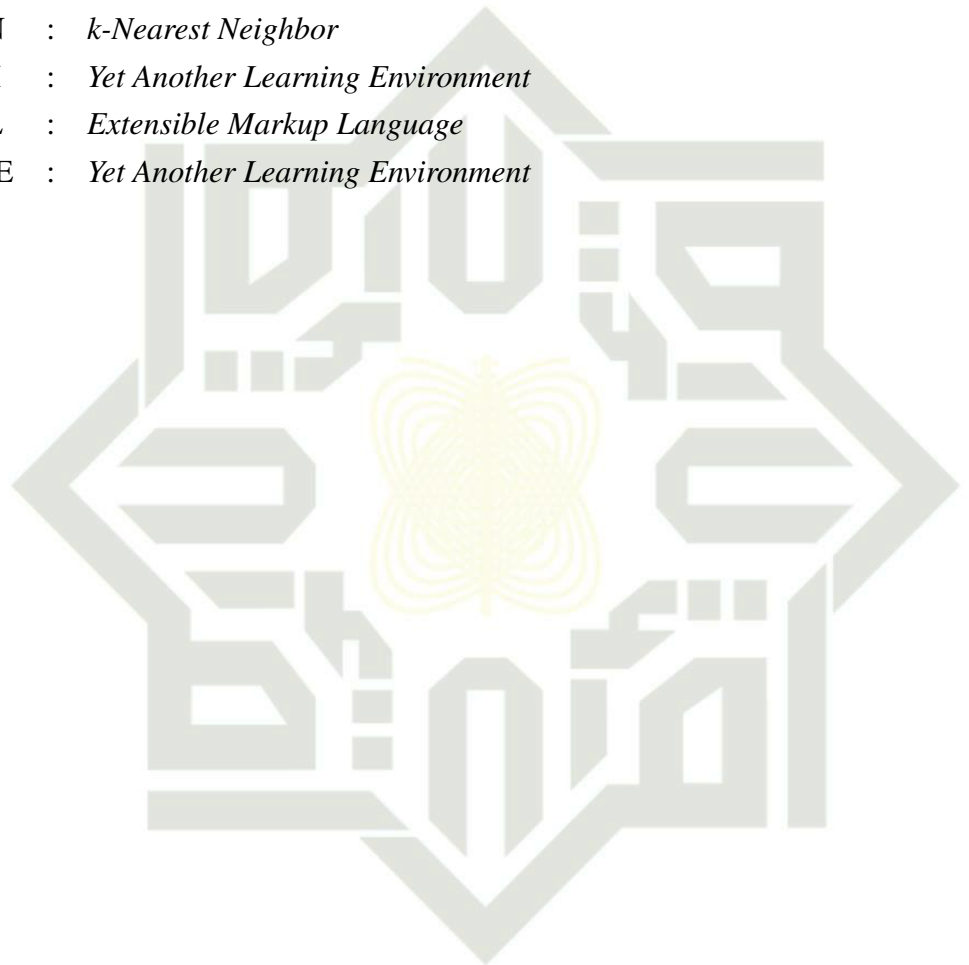 N : k-Nearest Neighbor
: Yet Another Learning Environment
L : Extensible Markup Language
E : Yet Another Learning Environment